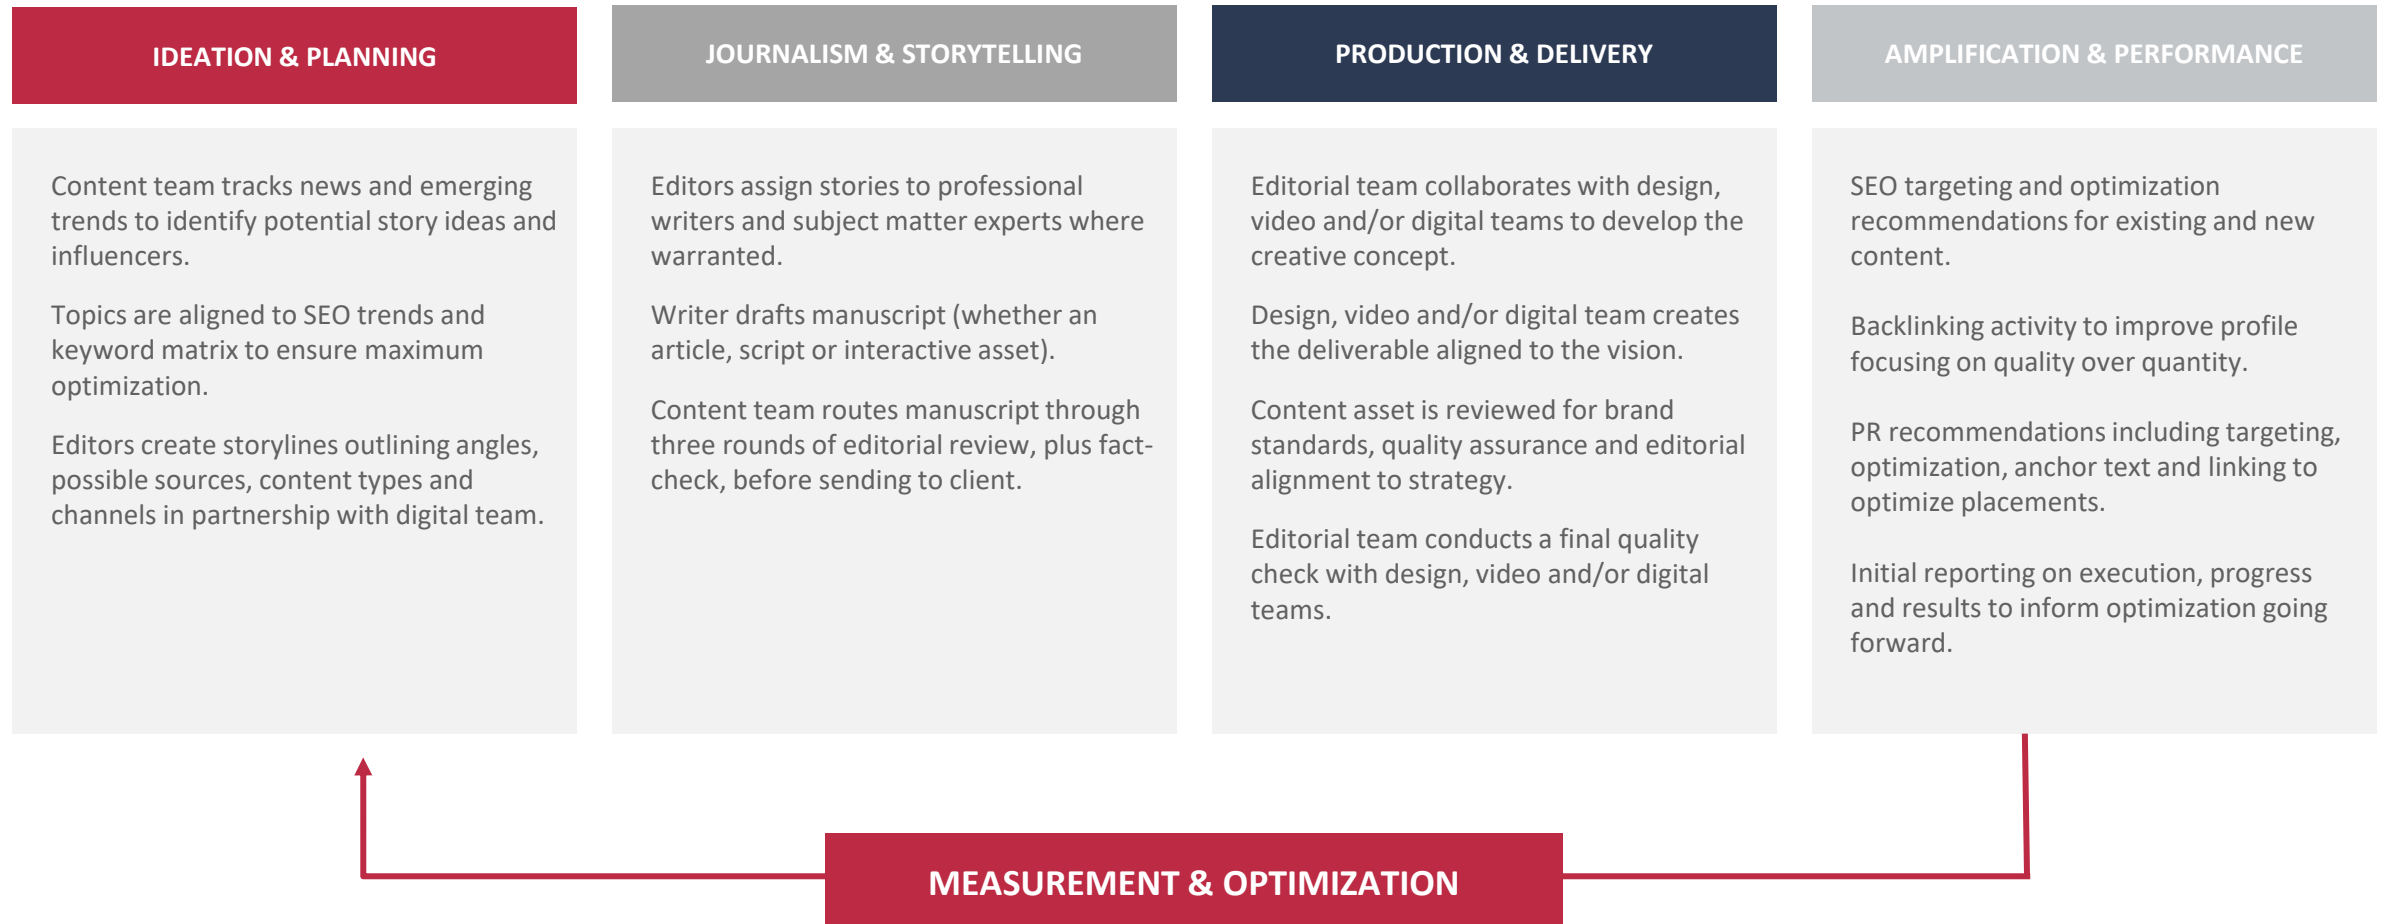 IDEATION & PLANNING
Content team tracks news and emerging
trends to identify potential story ideas and
influencers.
Topics are aligned to SEO trends and
keyword matrix to ensure maximum
optimization.
Editors create storylines outlining angles,
possible sources, content types and
channels in partnership with digital team.
JOURNALISM & STORYTELLING
Editors assign stories to professional
writers and subject matter experts where
warranted.
Writer drafts manuscript (whether an
article, script or interactive asset).
Content team routes manuscript through
three rounds of editorial review, plus fact-
check, before sending to client.
PRODUCTION & DELIVERY
Editorial team collaborates with design,
video and/or digital teams to develop the
creative concept.
Design, video and/or digital team creates
the deliverable aligned to the vision.
Content asset is reviewed for brand
standards, quality assurance and editorial
alignment to strategy.
Editorial team conducts a final quality
check with design, video and/or digital
teams.
AMPLIFICATION & PERFORMANCE
SEO targeting and optimization
recommendations for existing and new
content.
Backlinking activity to improve profile
focusing on quality over quantity.
PR recommendations including targeting,
optimization, anchor text and linking to
optimize placements.
Initial reporting on execution, progress
and results to inform optimization going
forward.
MEASUREMENT & OPTIMIZATION